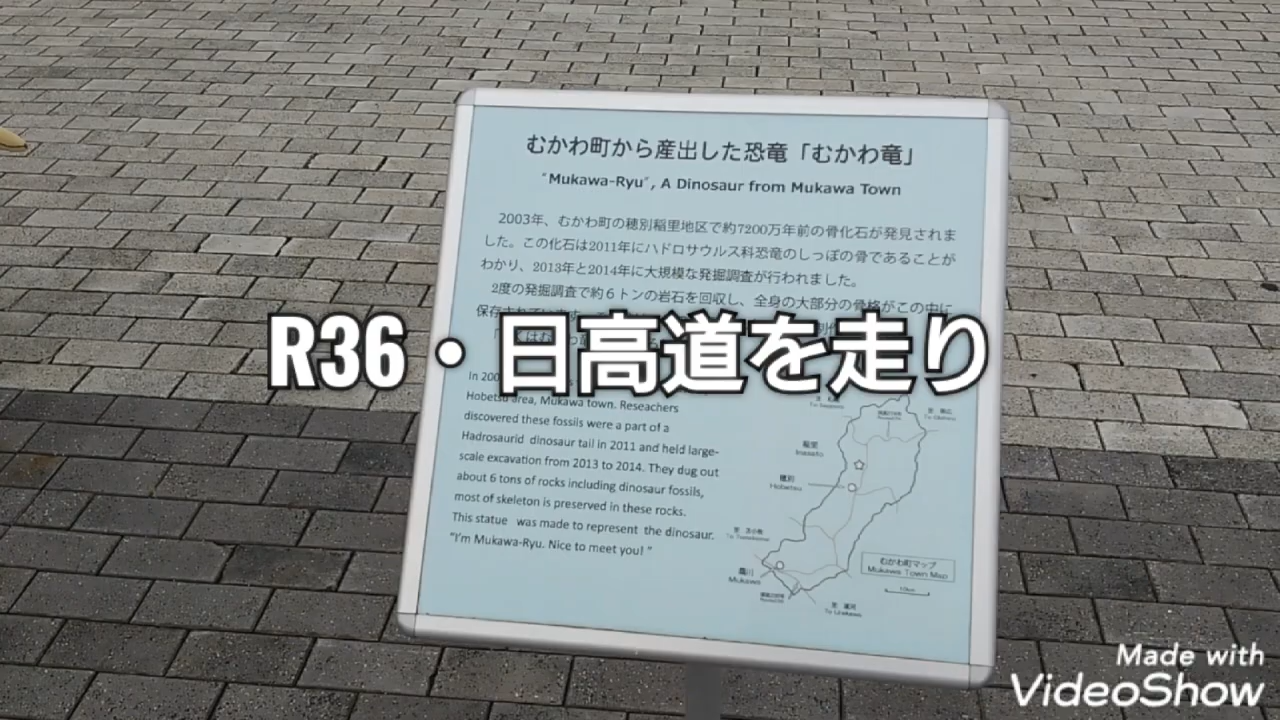 むかわ町から産出した恐竜「むかわ竜」
"Mukawa-Ryu", A Dinosaur from Mukawa Town
2003年、むかわ町の穂別稲里地区で約7200万年前の骨化石が発見されま
した。この化石は2011年にハドロサウルス科恐竜のしっぽの骨であることが
わかり、2013年と2014年に大規模な発掘調査が行われました。
2度の発掘調査で約6トンの岩石を回収し、全身の大部分の骨格がこの中に
保存されています。
R36・日高道を走り
In 200
Hobetsu area, Mukawa town. Reseachers
discovered these fossils were a part of a
Hadrosaurid dinosaur tail in 2011 and held large-
scale excavation from 2013 to 2014. They dug out
about 6 tons of rocks including dinosaur fossils,
most of skeleton is preserved in these rocks.
This statue was made to represent the dinosaur.
"I'm Mukawa-Ryu. Nice to meet you! "
稲里
Inasato
穂別
Hobetsu
鵡川
Mukawa
むかわ町マップ
Mukawa Town Map
10km
Made with
VideoShow